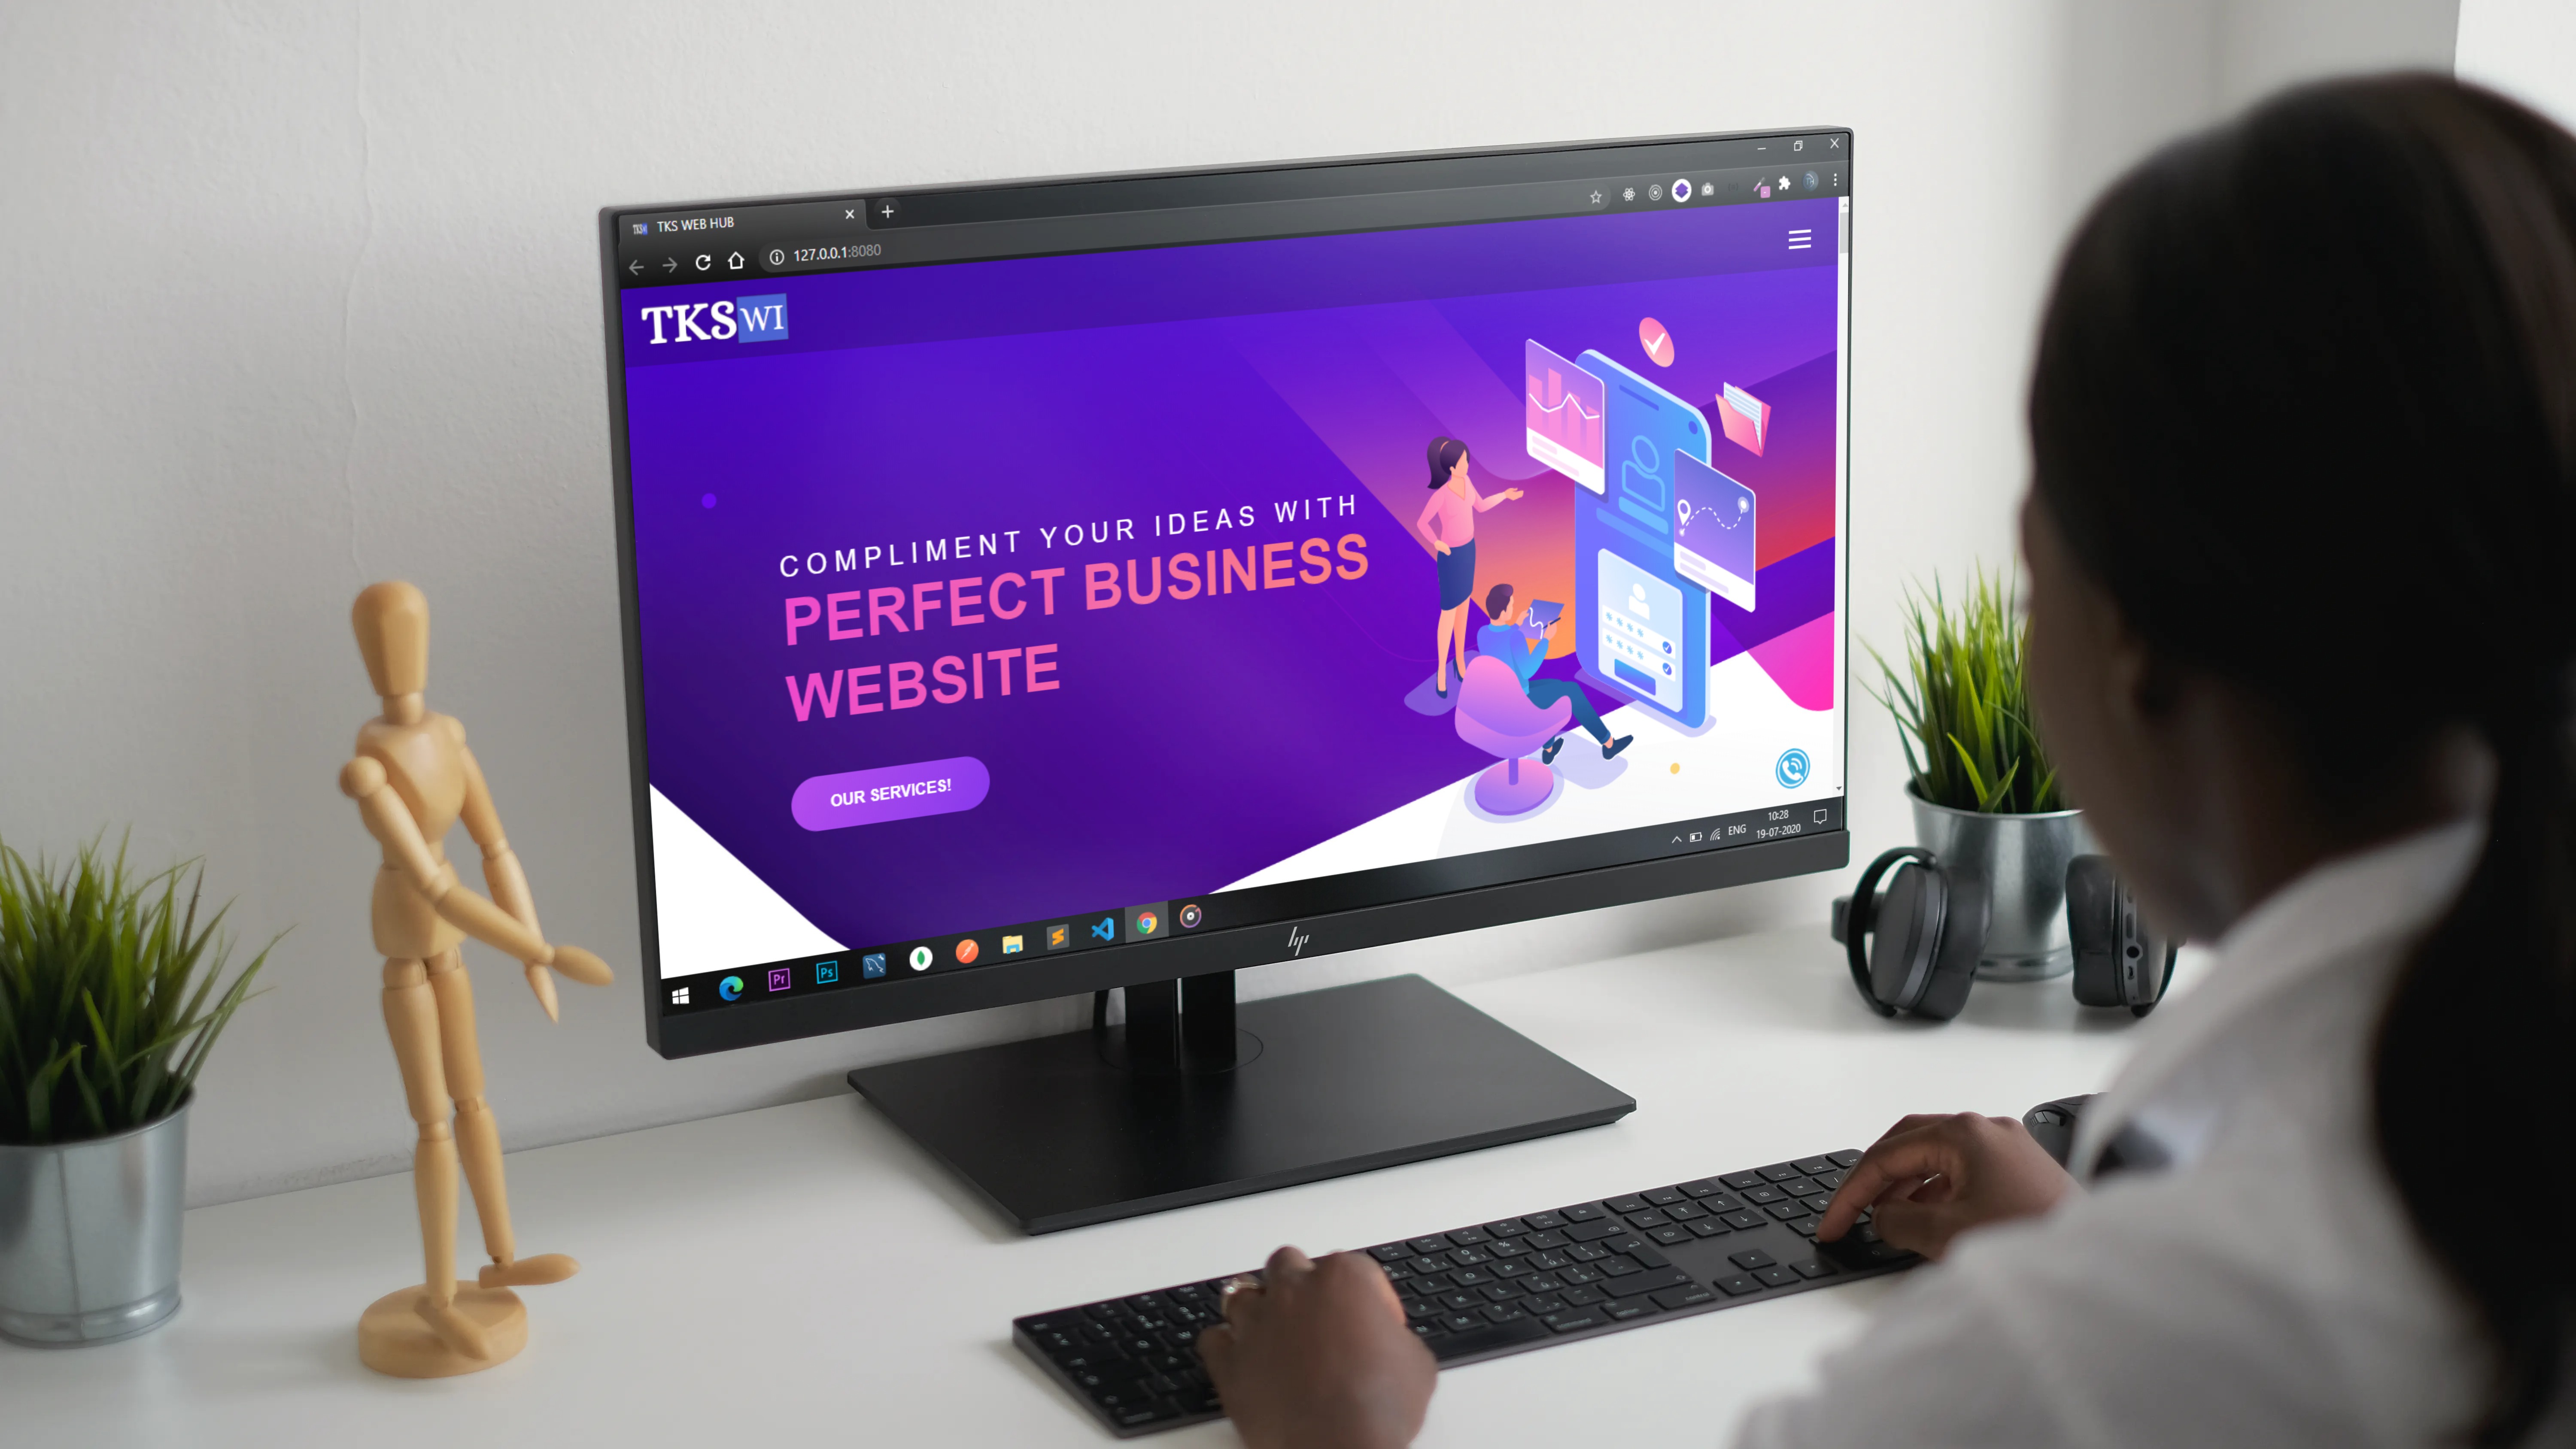 TKS WEB HUB
127.0.0.1:8080
TKSWI
COMPLIMENT YOUR IDEAS WITH
PERFECT BUSINESS
WEBSITE
OUR SERVICES!
ENG
10:28
19-07-2020
Pr
Ps
hp